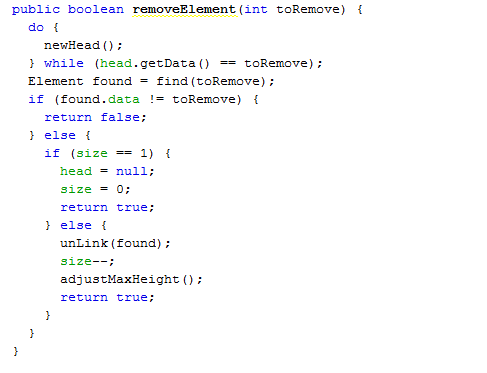 public boolean removeElement(int toRemove) {
  do {
    newHead();
  } while (head.getData() == toRemove);
  Element found = find(toRemove);
  if (found.data != toRemove) {
    return false;
  } else {
    if (size == 1) {
      head = null;
      size = 0;
      return true;
    } else {
      unLink(found);
      size--;
      adjustMaxHeight();
      return true;
    }
  }
}